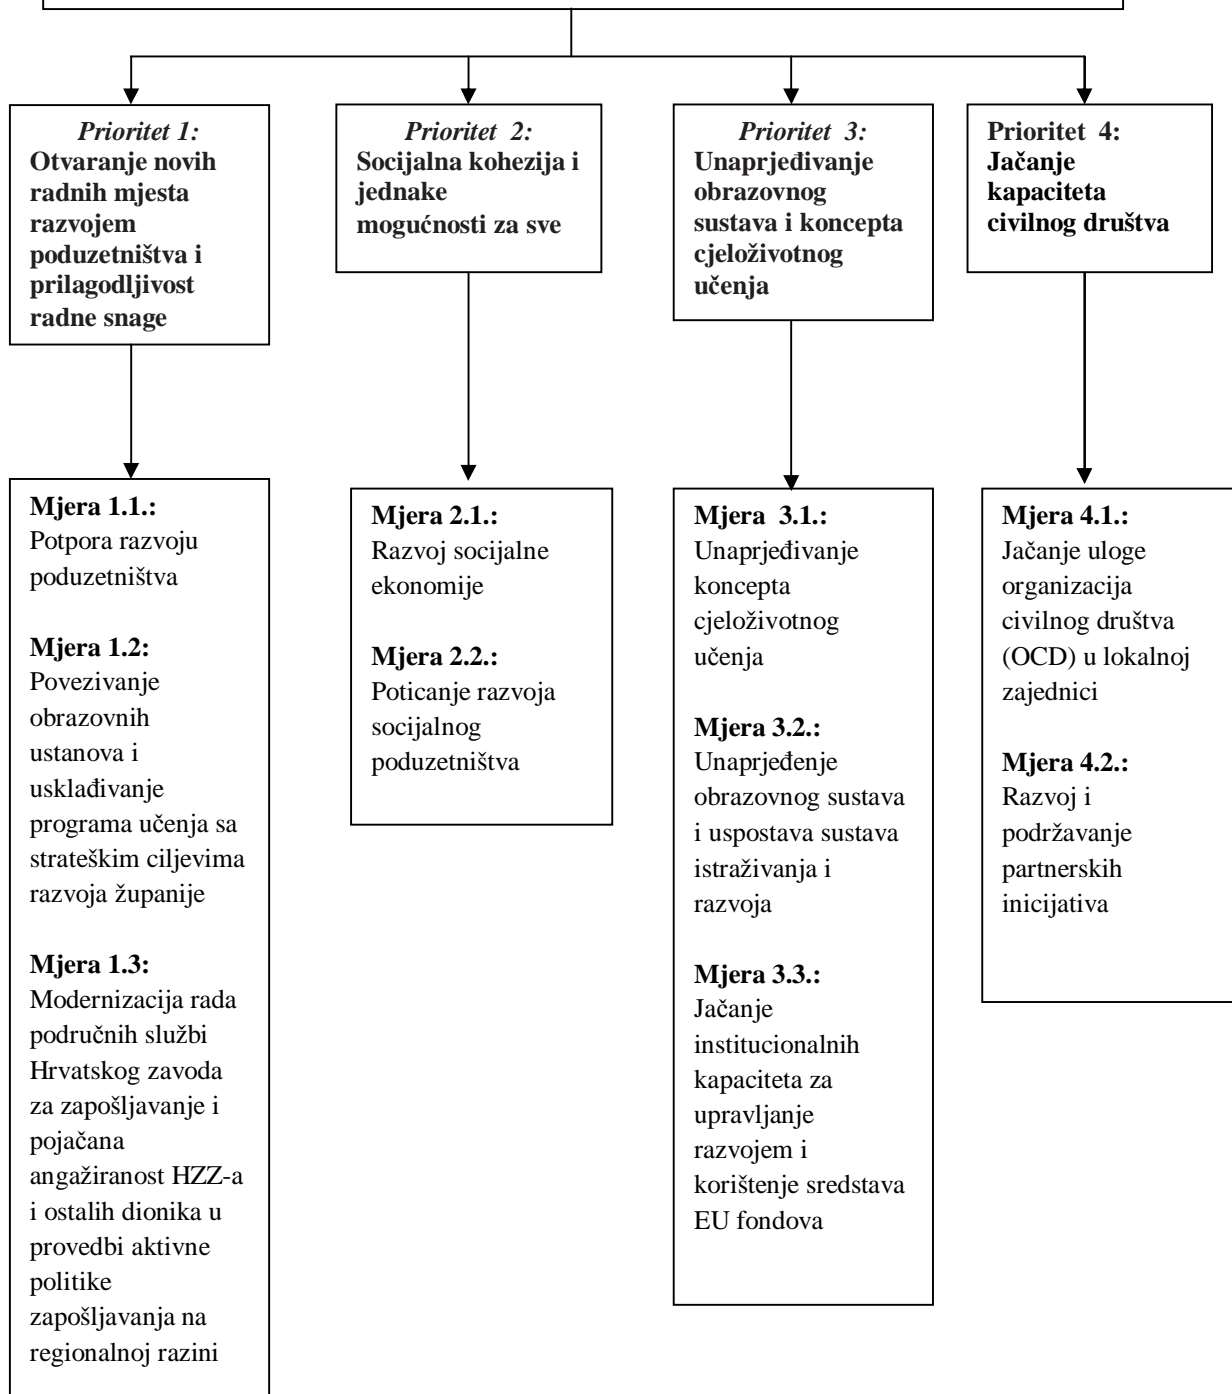 Prioritet 1:
Otvaranje novih
radnih mjesta
razvojem
poduzetništva i
prilagodljivost
radne snage
Prioritet 2:
Socijalna kohezija i
jednake
mogućnosti za sve
Prioritet 3:
Unaprjeđivanje
obrazovnog
sustava i koncepta
cjeloživotnog
učenja
Prioritet 4:
Jačanje
kapaciteta
civilnog društva
Mjera 1.1.:
Potpora razvoju
poduzetništva
Mjera 1.2:
Povezivanje
obrazovnih
ustanova i
usklađivanje
programa učenja sa
strateškim ciljevima
razvoja županije
Mjera 1.3:
Modernizacija rada
područnih službi
Hrvatskog zavoda
za zapošljavanje i
pojačana
angažiranost HZZ-a
i ostalih dionika u
provedbi aktivne
politike
zapošljavanja na
regionalnoj razini
Mjera 2.1.:
Razvoj socijalne
ekonomije
Mjera 2.2.:
Poticanje razvoja
socijalnog
poduzetništva
Mjera 3.1.:
Unaprjeđivanje
koncepta
cjeloživotnog
učenja
Mjera 3.2.:
Unaprjeđenje
obrazovnog sustava
i uspostava sustava
istraživanja i
razvoja
Mjera 3.3.:
Jačanje
institucionalnih
kapaciteta za
upravljanje
razvojem i
korištenje sredstava
EU fondova
Mjera 4.1.:
Jačanje uloge
organizacija
civilnog društva
(OCD) u lokalnoj
zajednici
Mjera 4.2.:
Razvoj i
podržavanje
partnerskih
inicijativa